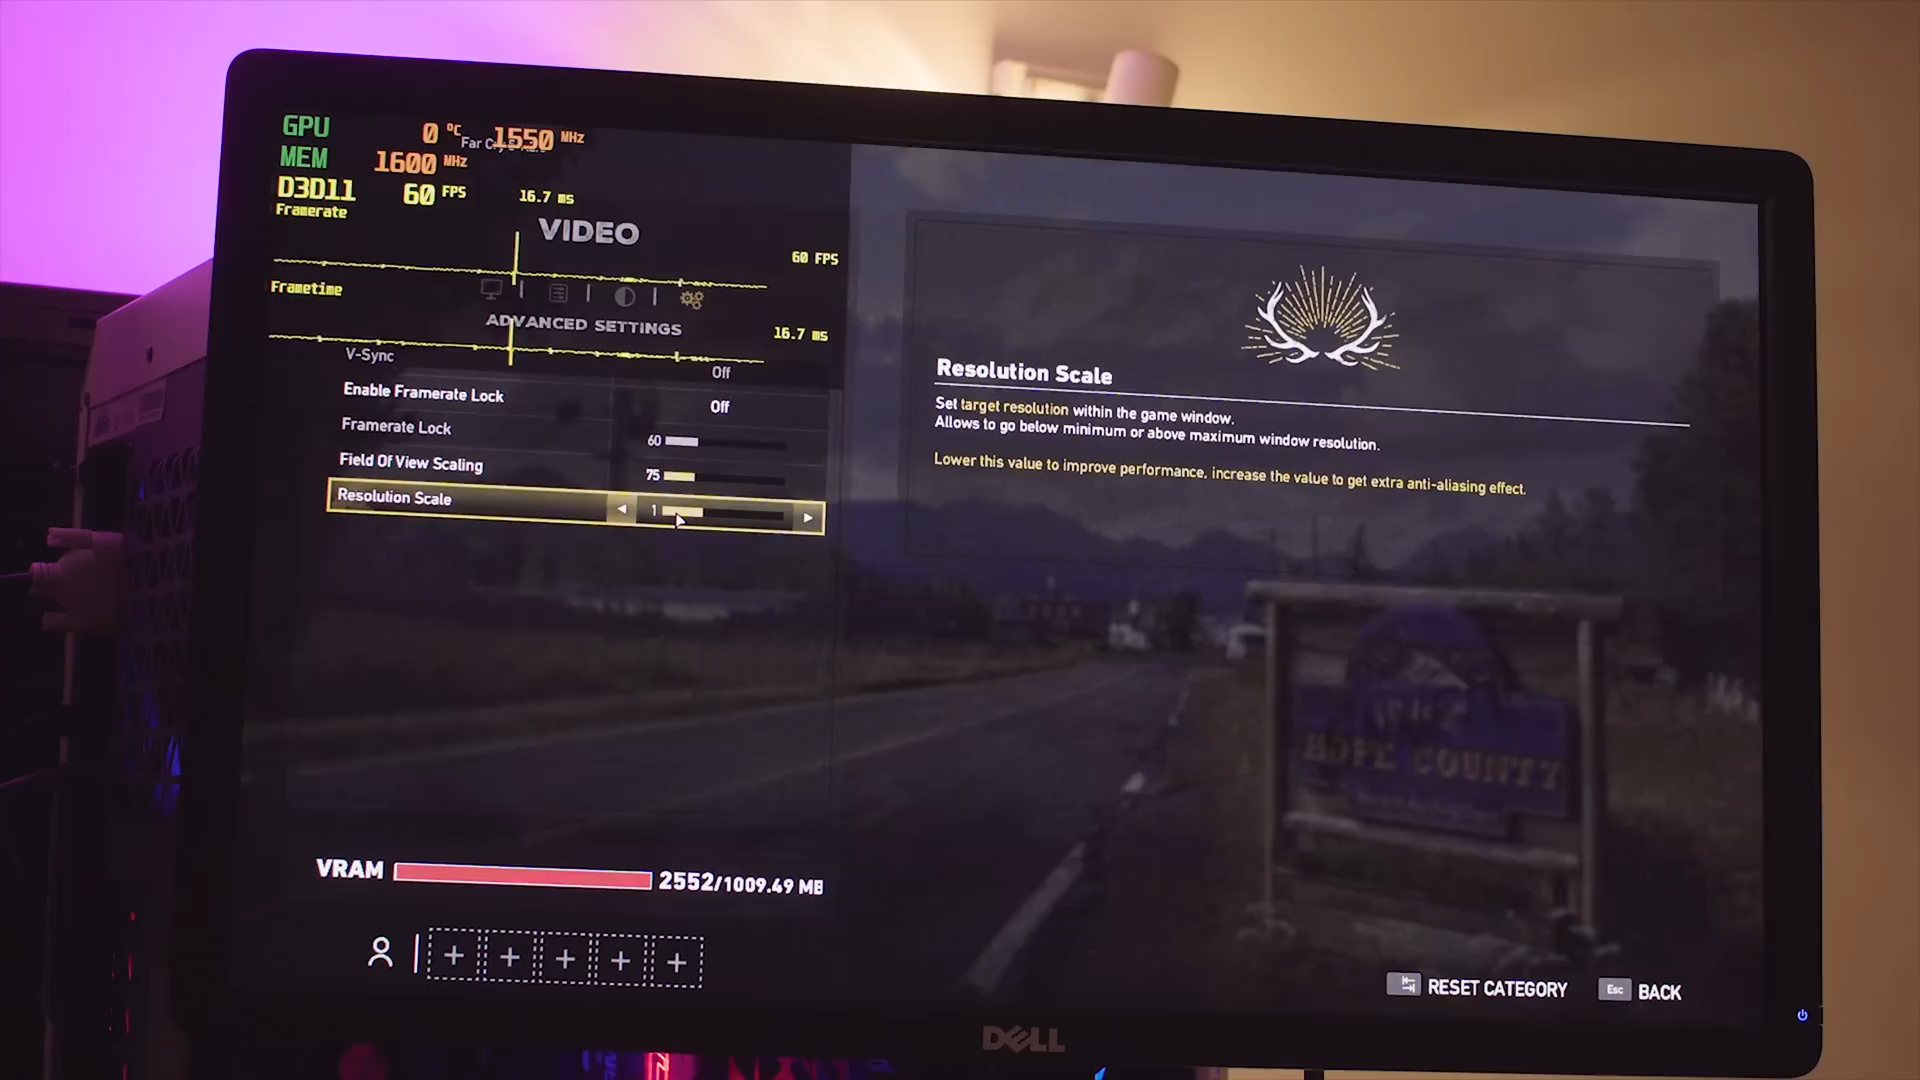 GPU 0 °C 1550 MHz
MEM 1600 MHz
D3D11 60 FPS 16.7 ms
Framerate
VIDEO
60 FPS
Frametime
ADVANCED SETTINGS
16.7 ms
V-Sync Off
Enable Framerate Lock Off
Framerate Lock 60
Field Of View Scaling 75
Resolution Scale 1
Resolution Scale
Set target resolution within the game window.
Allows to go below minimum or above maximum window resolution.
Lower this value to improve performance, increase the value to get extra anti-aliasing effect.
HOPE COUNTY
VRAM 2552/1009.49 MB
RESET CATEGORY
Esc BACK
DELL